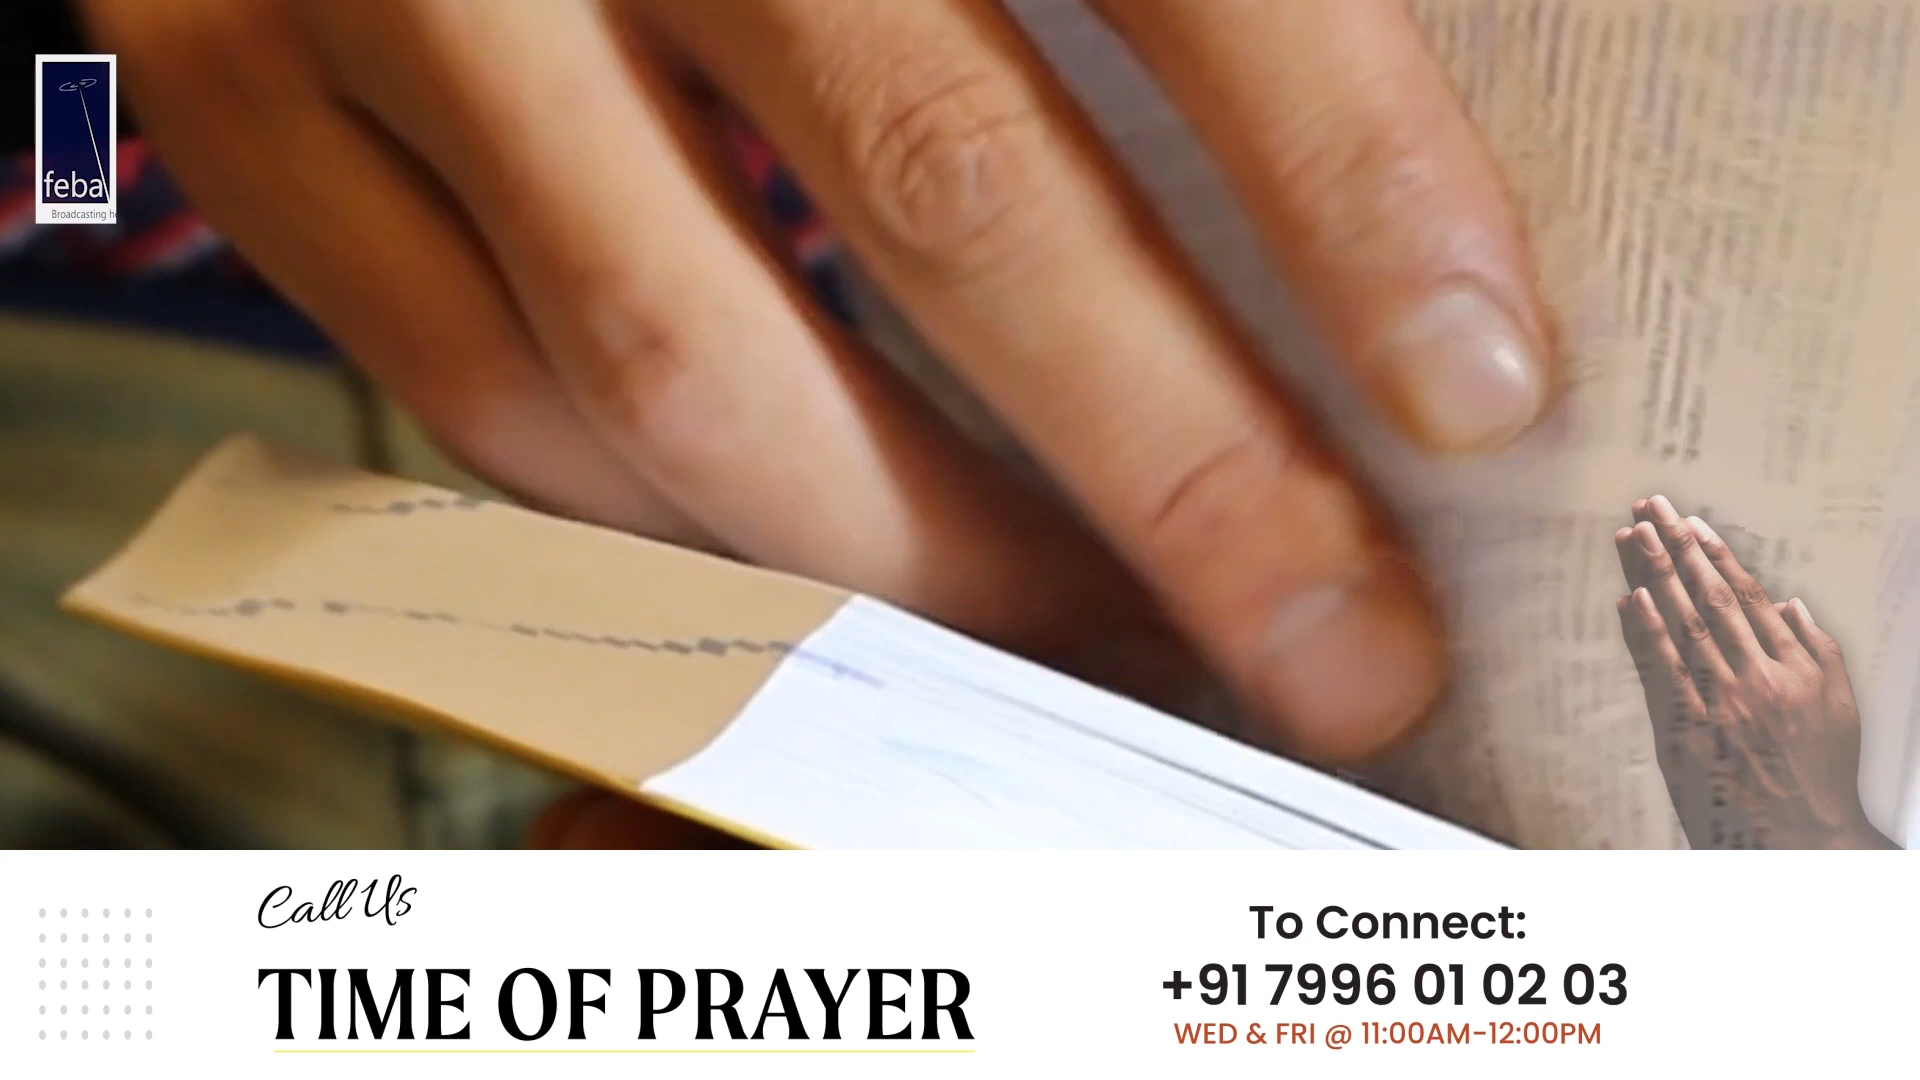 feba
Broadcasting
Call Us
TIME OF PRAYER
To Connect:
+91 7996 01 02 03
WED & FRI @ 11:00AM-12:00PM